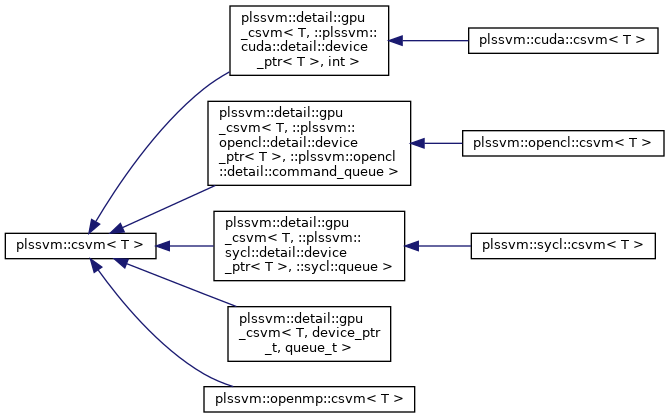 plssvm::detail::gpu
_csvm< T, ::plssvm::
cuda::detail::device
_ptr< T >, int >
plssvm::cuda::csvm< T >
plssvm::detail::gpu
_csvm< T, ::plssvm::
opencl::detail::device
_ptr< T >, ::plssvm::opencl
::detail::command_queue >
plssvm::opencl::csvm< T >
plssvm::csvm< T >
plssvm::detail::gpu
_csvm< T, ::plssvm::
sycl::detail::device
_ptr< T >, ::sycl::queue >
plssvm::sycl::csvm< T >
plssvm::detail::gpu
_csvm< T, device_ptr
_t, queue_t >
plssvm::openmp::csvm< T >